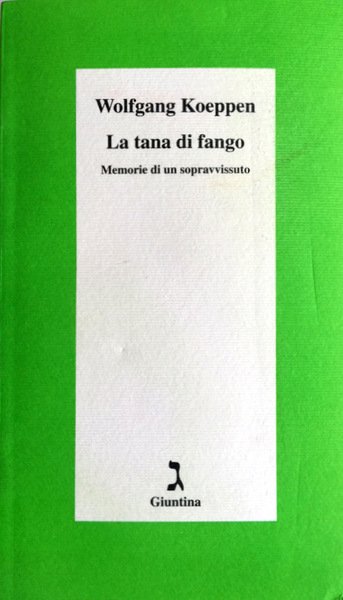 Wolfgang Koeppen
La tana di fango
Memorie di un sopravvissuto
ג
Giuntina